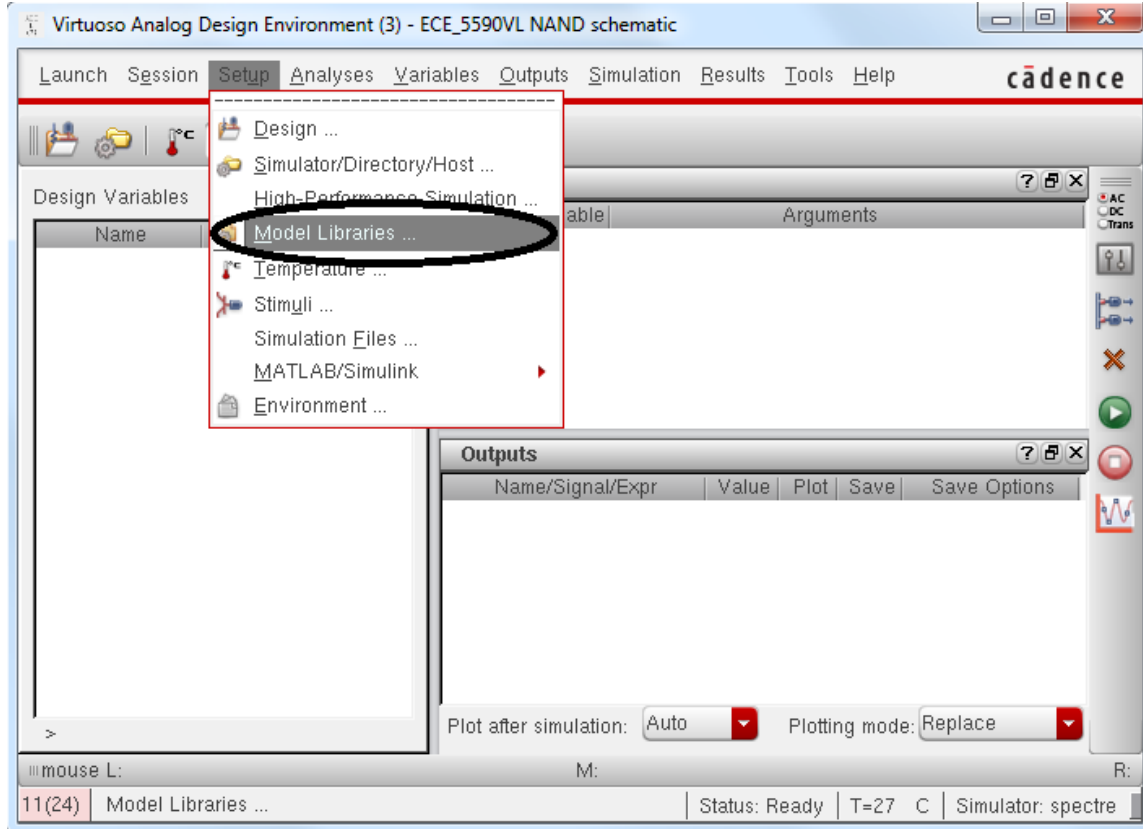 Virtuoso Analog Design Environment (3) - ECE_5590VL NAND schematic
Launch Session Setup Analyses Variables Outputs Simulation Results Tools Help cādence
Design ...
Simulator/Directory/Host ...
High-Performance Simulation ...
Model Libraries ...
Temperature ...
Stimuli ...
Simulation Files ...
MATLAB/Simulink
Environment ...
°C
Design Variables
Name
able Arguments
AC
DC
Trans
Outputs
Name/Signal/Expr Value Plot Save Save Options
>
Plot after simulation: Auto Plotting mode: Replace
mouse L: M: R:
11(24) Model Libraries ... Status: Ready T=27 C Simulator: spectre